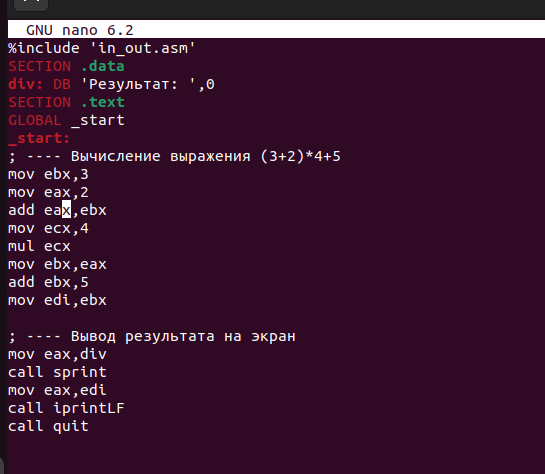 GNU nano 6.2
%include 'in_out.asm'
SECTION .data
div: DB 'Результат: ',0
SECTION .text
GLOBAL _start
_start:
; ---- Вычисление выражения (3+2)*4+5
mov ebx,3
mov eax,2
add eax,ebx
mov ecx,4
mul ecx
mov ebx,eax
add ebx,5
mov edi,ebx
; ---- Вывод результата на экран
mov eax,div
call sprint
mov eax,edi
call iprintLF
call quit